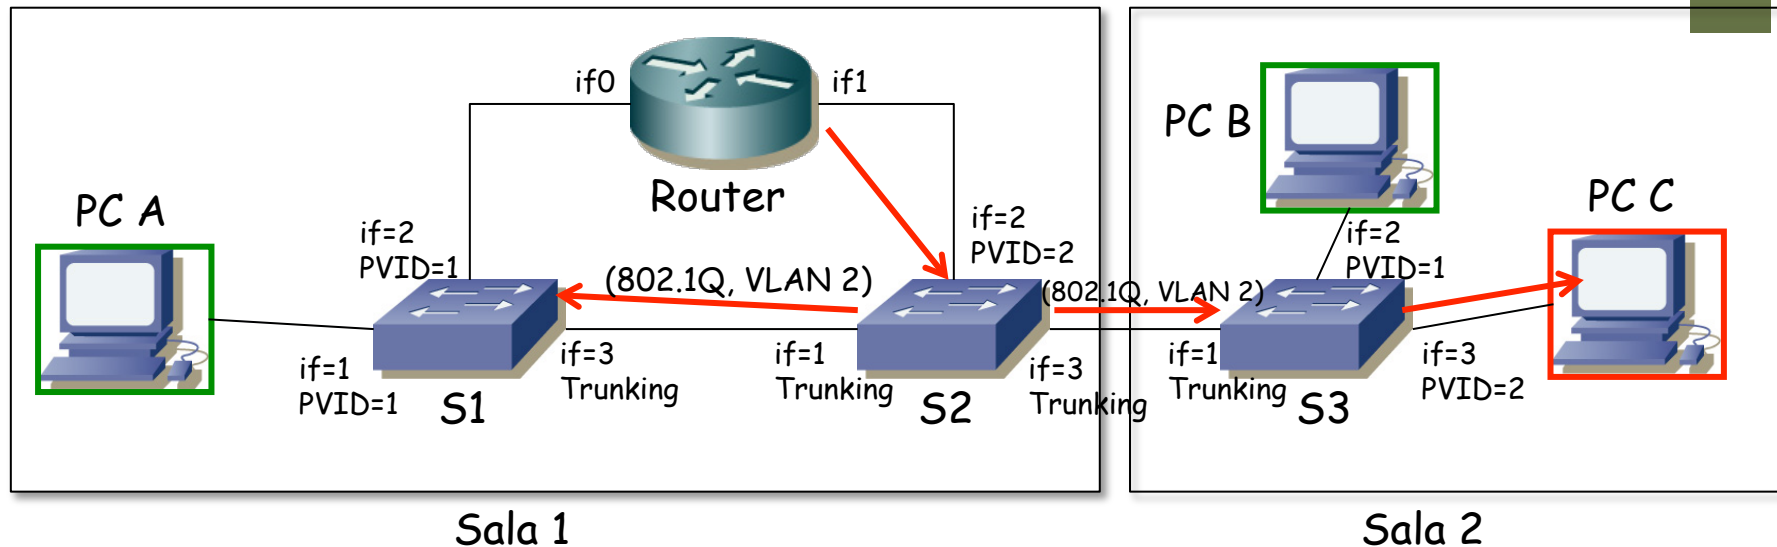 if0
if1
Router
PC A
PC B
PC C
if=2
PVID=1
if=2
PVID=2
if=2
PVID=1
(802.1Q, VLAN 2)
(802.1Q, VLAN 2)
if=1
PVID=1
S1
if=3
Trunking
if=1
Trunking
S2
if=3
Trunking
if=1
Trunking
S3
if=3
PVID=2
Sala 1
Sala 2